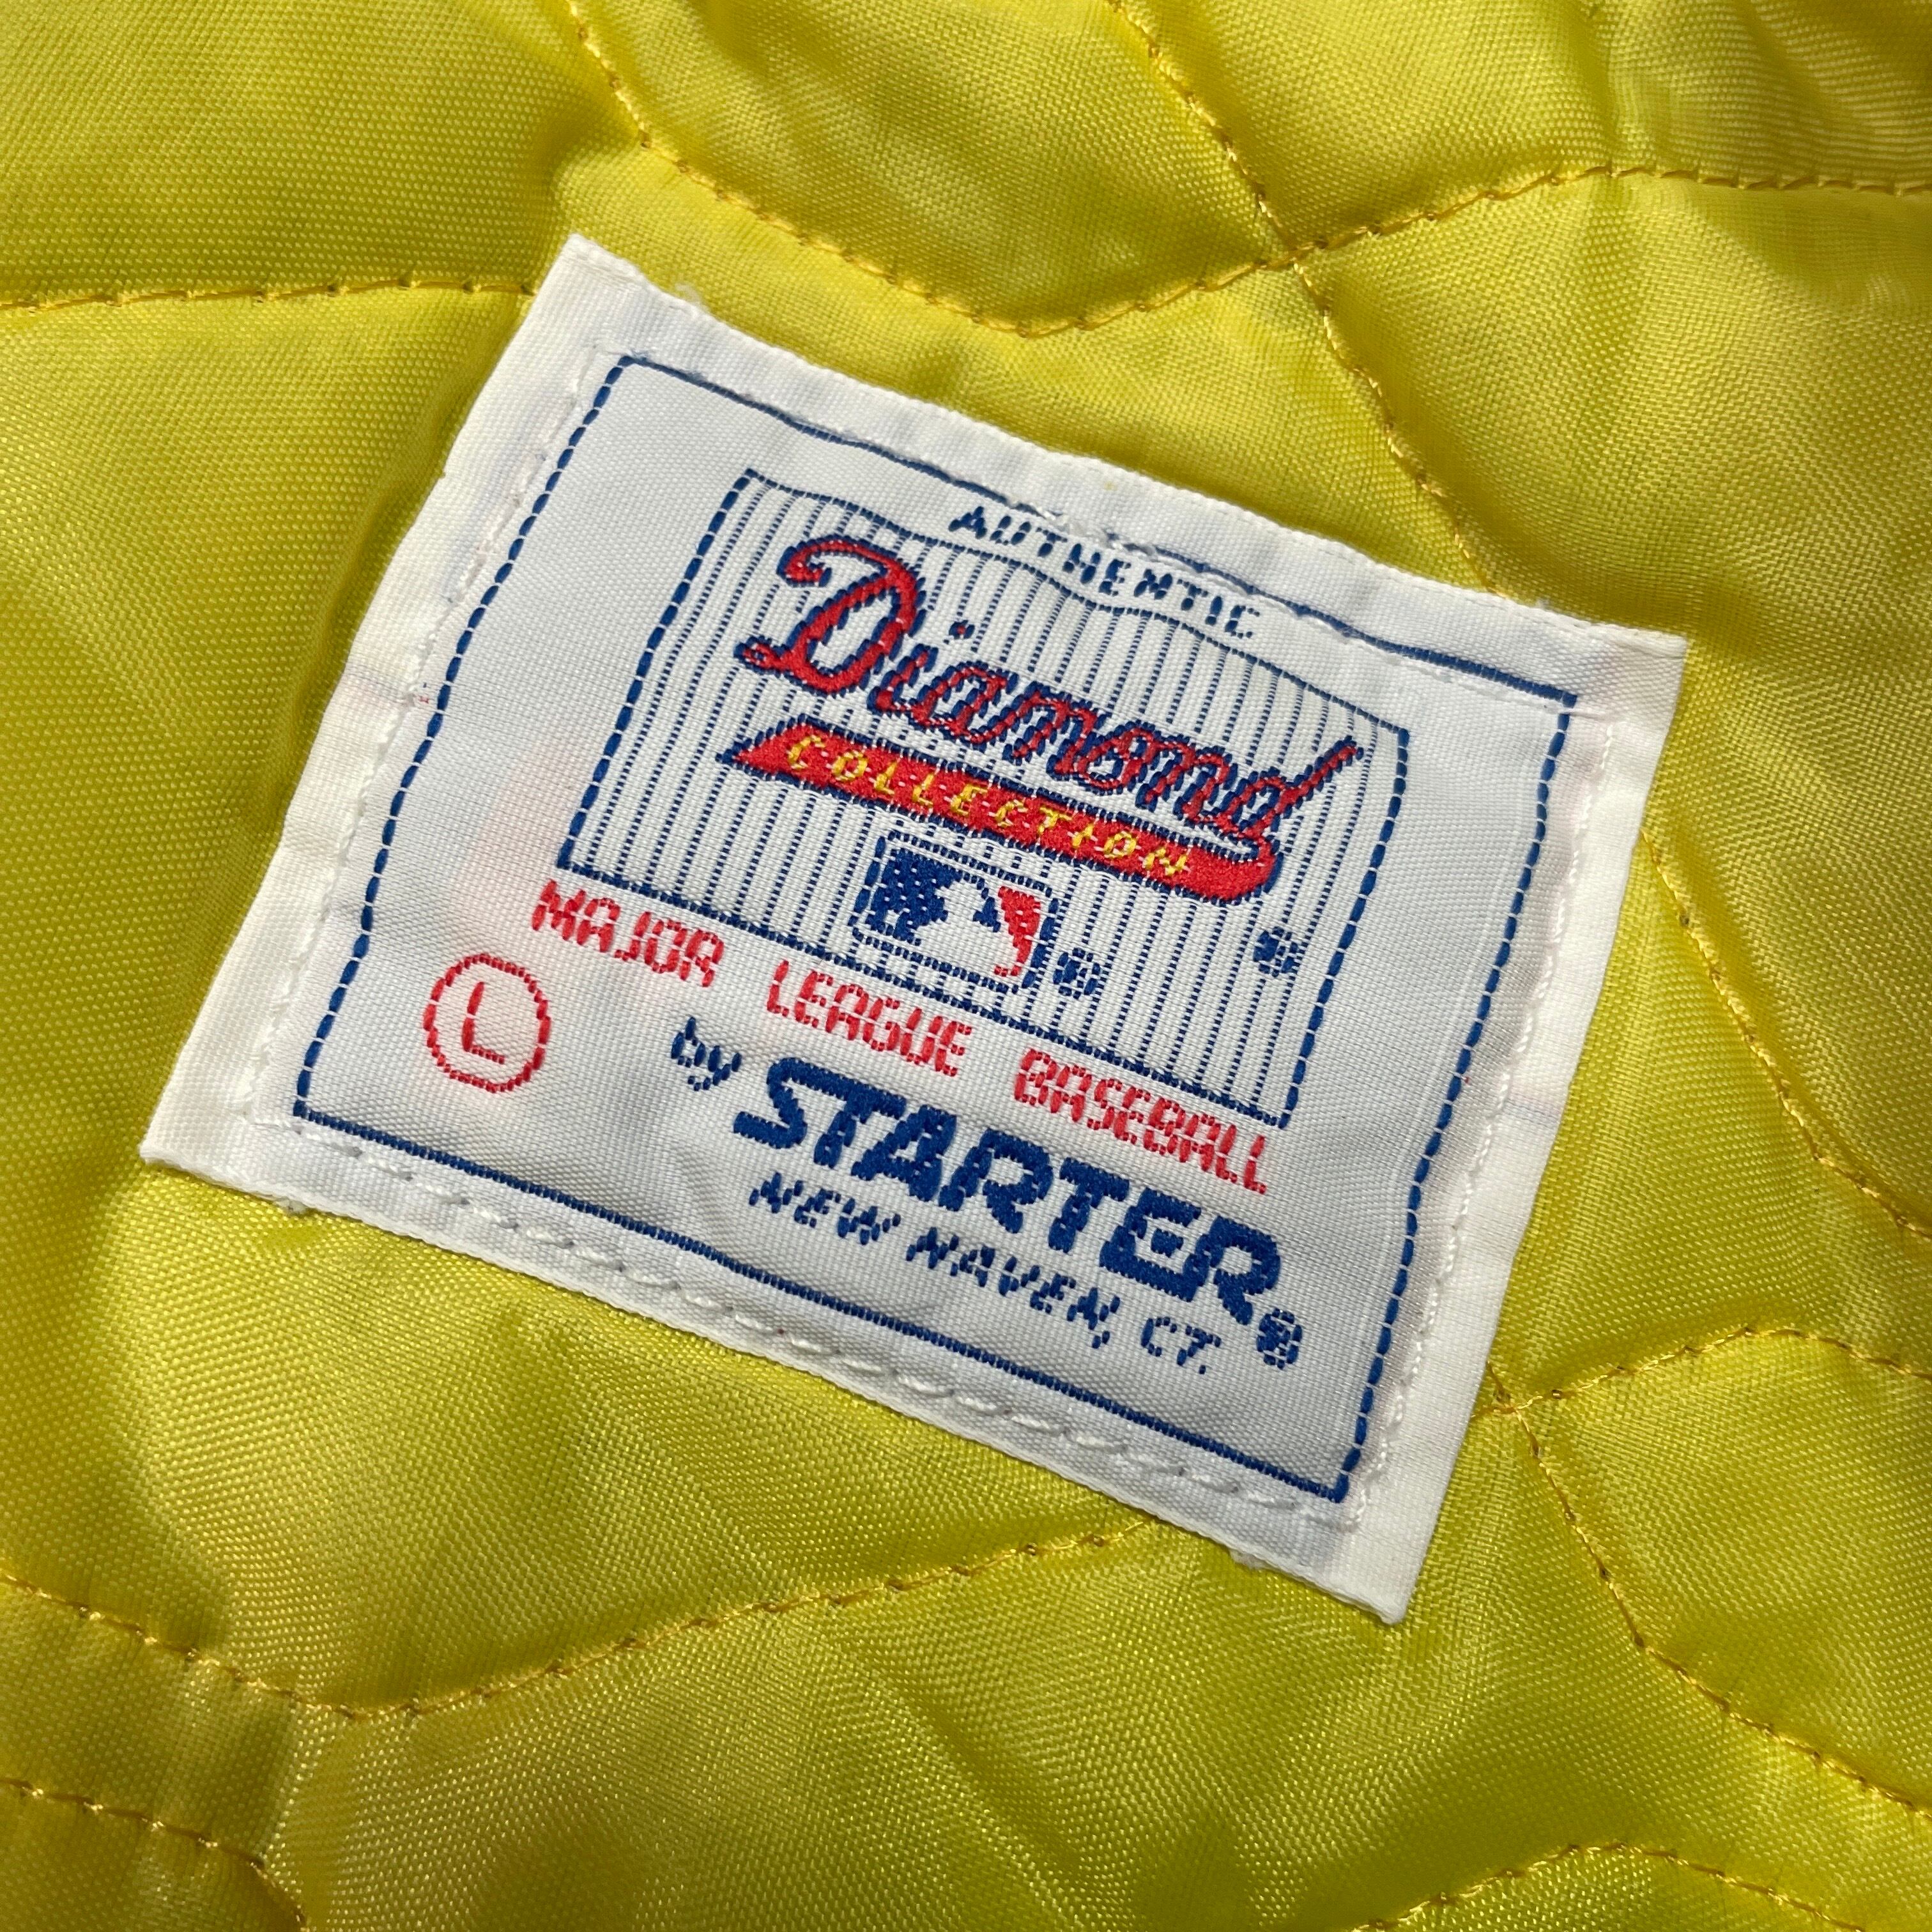 AUTHENTIC
Diamond
COLLECTION
®
®
MAJOR LEAGUE BASEBALL
L
by STARTER®
NEW HAVEN, CT.